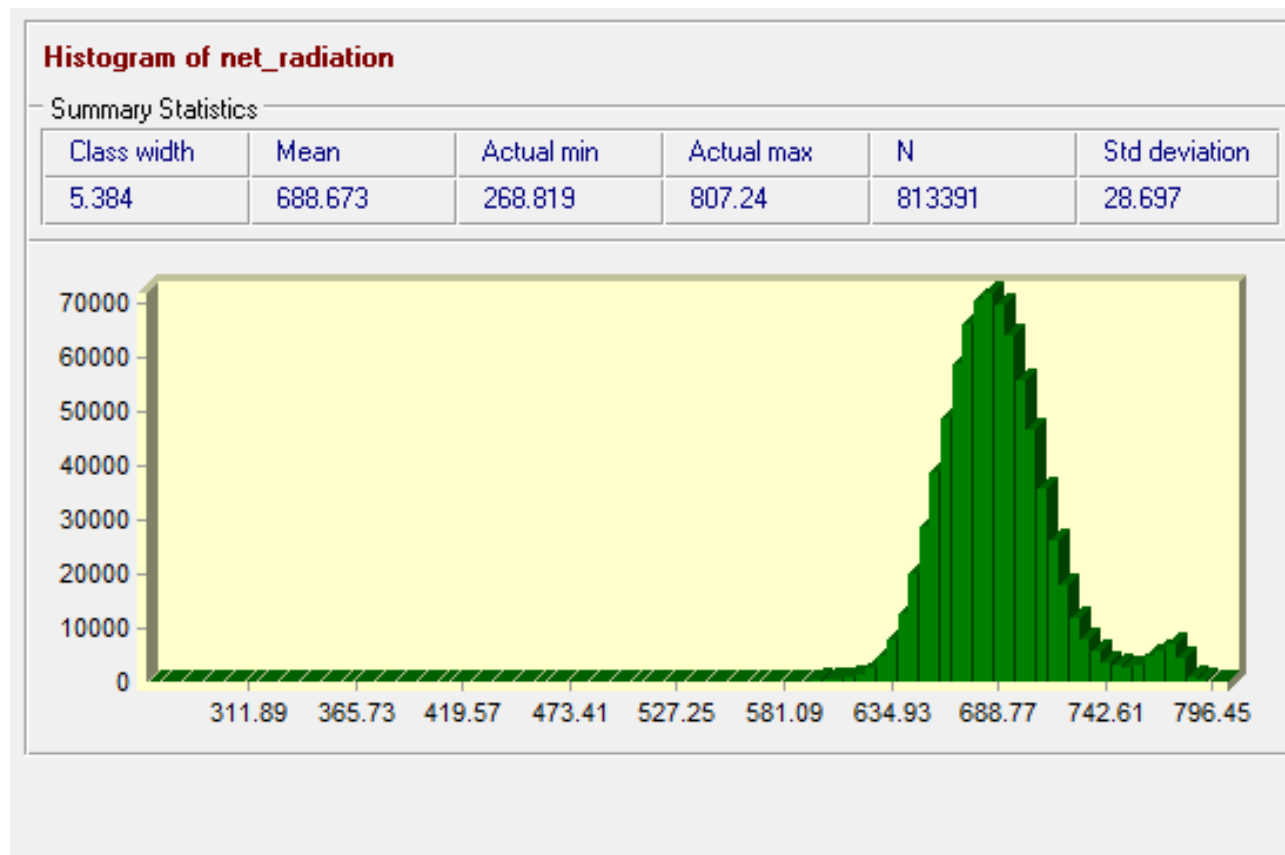 Histogram of net_radiation
Summary Statistics
Class width Mean Actual min Actual max N Std deviation
5.384 688.673 268.819 807.24 813391 28.697
70000
60000
50000
40000
30000
20000
10000
0
311.89 365.73 419.57 473.41 527.25 581.09 634.93 688.77 742.61 796.45